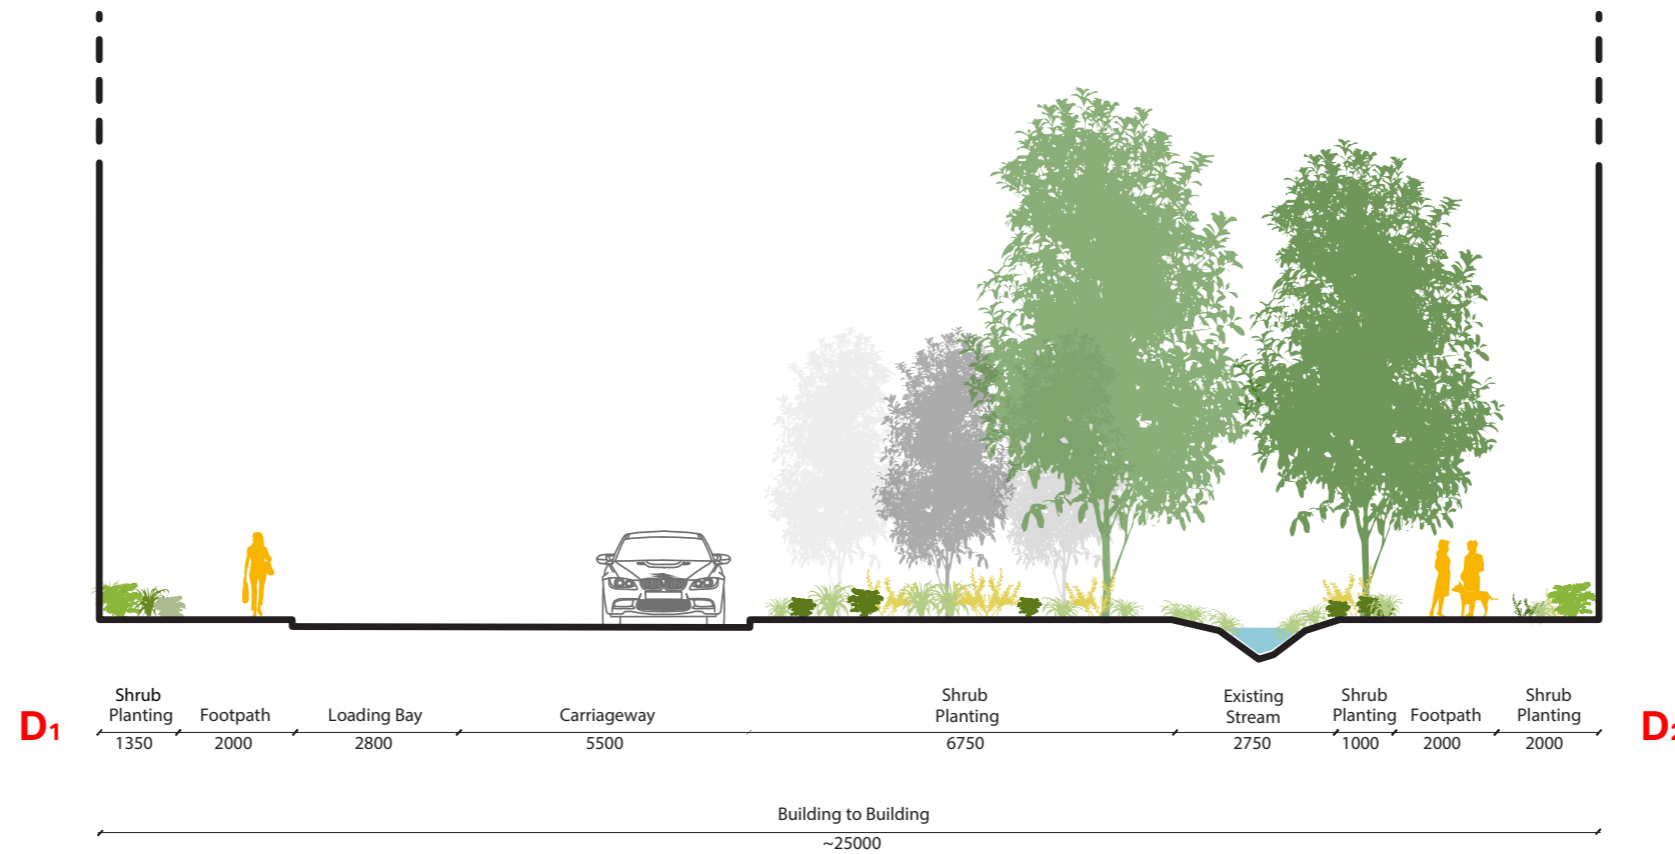 D1
Shrub
Planting
1350
Footpath
2000
Loading Bay
2800
Carriageway
5500
Shrub
Planting
6750
Existing
Stream
2750
Shrub
Planting
1000
Footpath
2000
Shrub
Planting
2000
D2
Building to Building
~25000